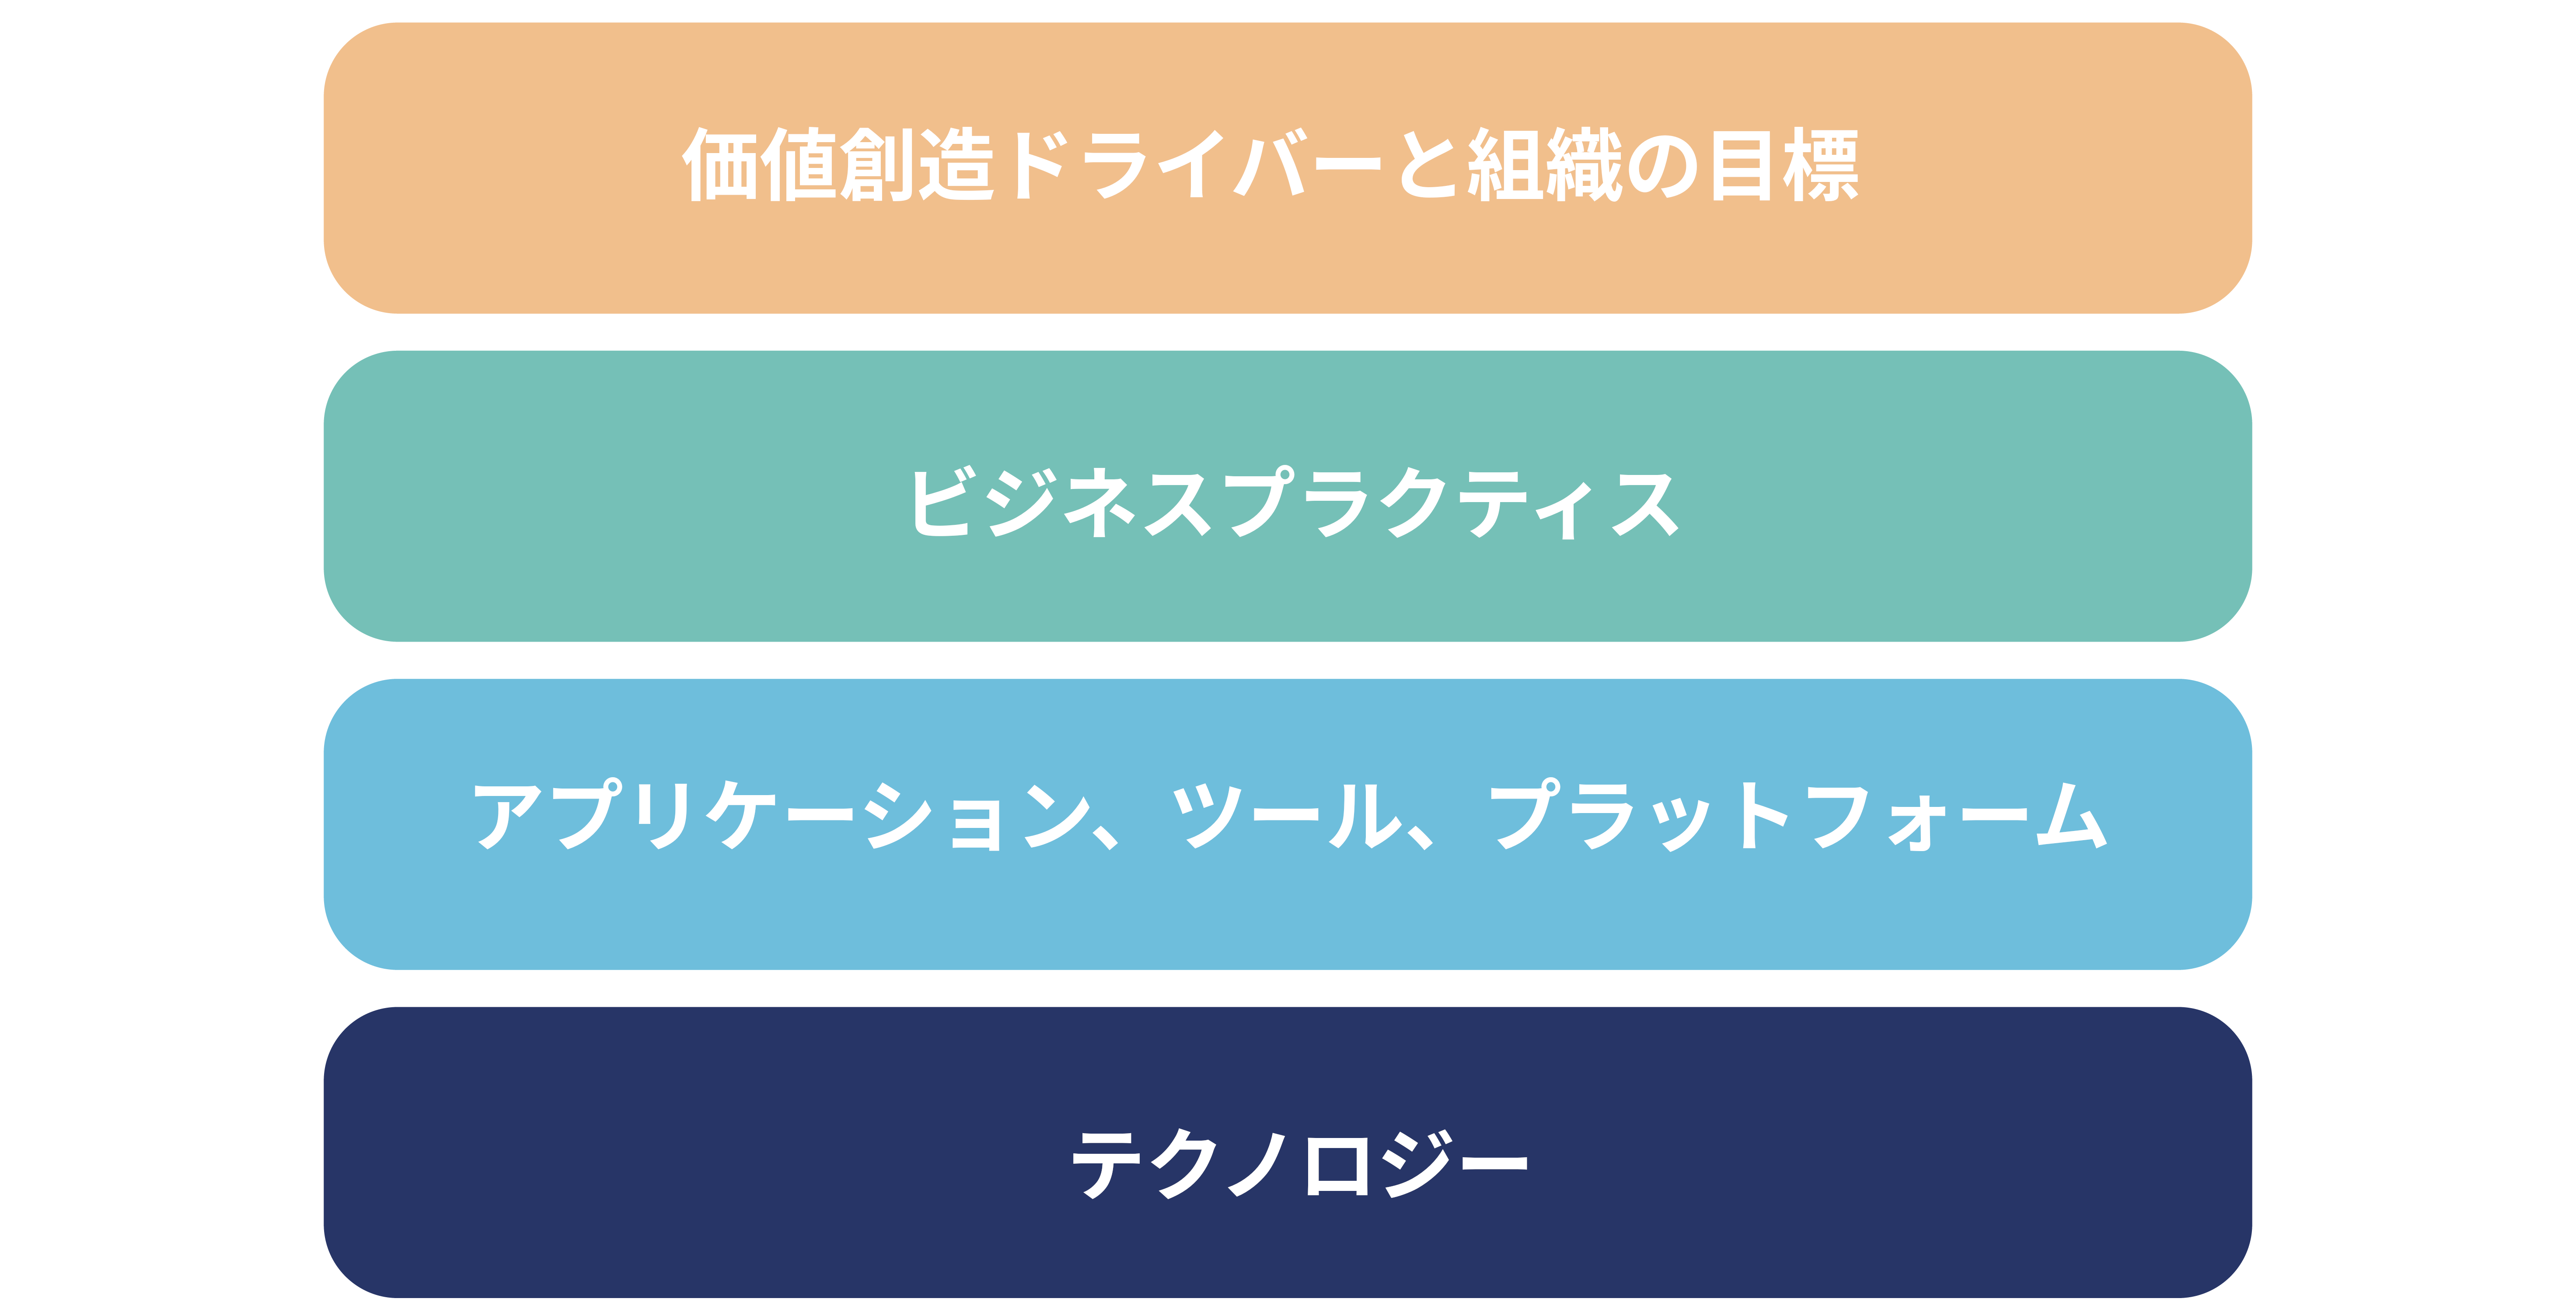 価値創造ドライバーと組織の目標
ビジネスプラクティス
アプリケーション、ツール、プラットフォーム
テクノロジー